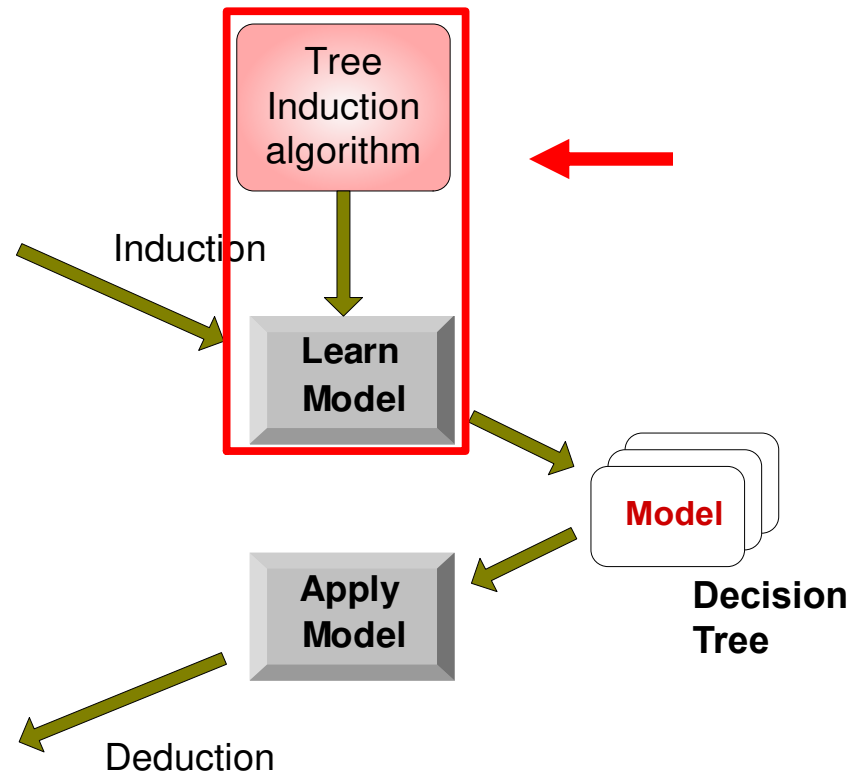 Tree
Induction
algorithm
Induction
Learn
Model
Model
Decision
Tree
Apply
Model
Deduction